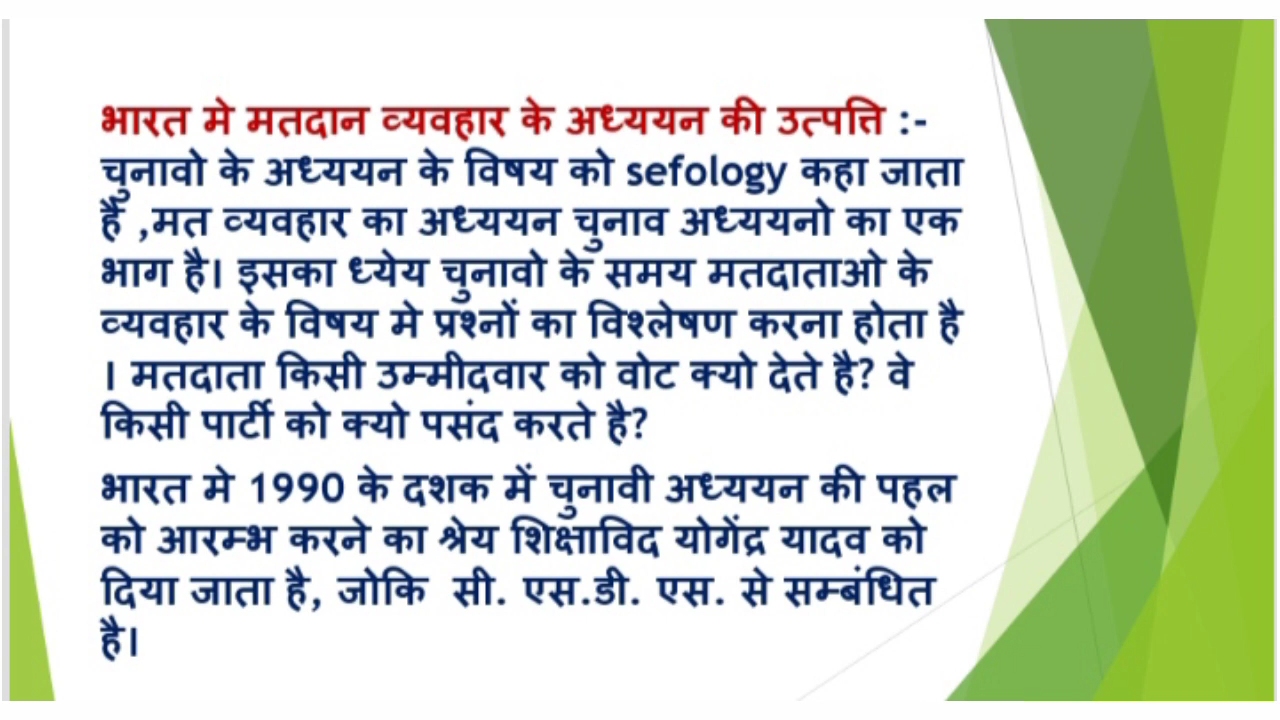 भारत मे मतदान व्यवहार के अध्ययन की उत्पत्ति :-
चुनावो के अध्ययन के विषय को sefology कहा जाता
है ,मत व्यवहार का अध्ययन चुनाव अध्ययनो का एक
भाग है। इसका ध्येय चुनावो के समय मतदाताओ के
व्यवहार के विषय मे प्रश्नों का विश्लेषण करना होता है
। मतदाता किसी उम्मीदवार को वोट क्यो देते है? वे
किसी पार्टी को क्यो पसंद करते है?
भारत मे 1990 के दशक में चुनावी अध्ययन की पहल
को आरम्भ करने का श्रेय शिक्षाविद योगेंद्र यादव को
दिया जाता है, जोकि सी. एस.डी. एस. से सम्बंधित
है।